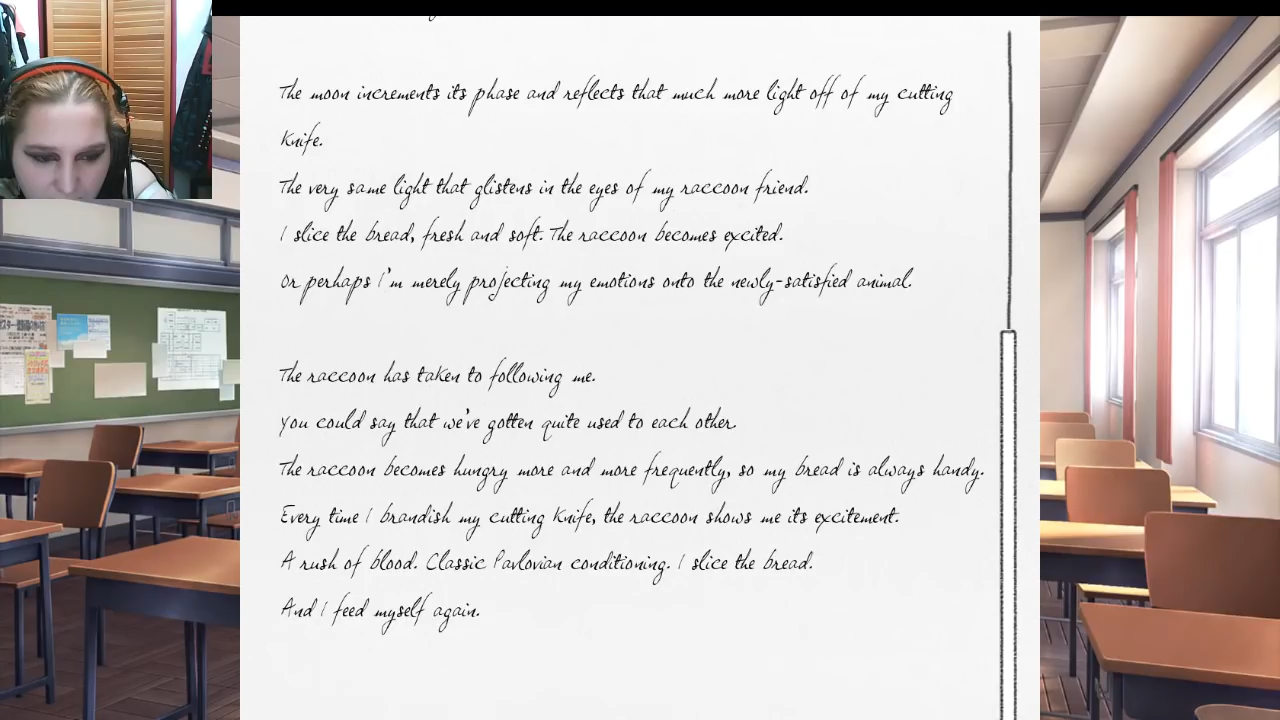 The moon increments its phase and reflects that much more light off of my cutting
knife.
The very same light that glistens in the eyes of my raccoon friend.
I slice the bread, fresh and soft. The raccoon becomes excited.
Or perhaps I'm merely projecting my emotions onto the newly-satisfied animal.
The raccoon has taken to following me.
You could say that we've gotten quite used to each other.
The raccoon becomes hungry more and more frequently, so my bread is always handy.
Every time I brandish my cutting knife, the raccoon shows me its excitement.
A rush of blood. Classic Pavlovian conditioning. I slice the bread.
And I feed myself again.